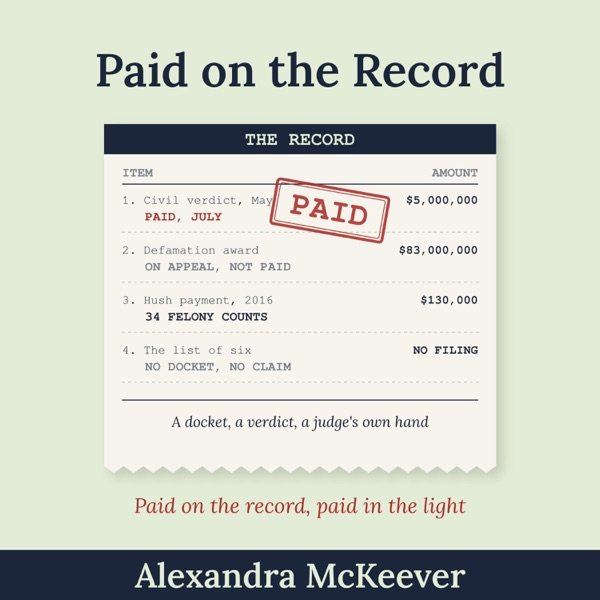 Paid on the Record
THE RECORD
ITEM AMOUNT
1. Civil verdict, May $5,000,000
PAID, JULY
PAID
2. Defamation award $83,000,000
ON APPEAL, NOT PAID
3. Hush payment, 2016 $130,000
34 FELONY COUNTS
4. The list of six NO FILING
NO DOCKET, NO CLAIM
A docket, a verdict, a judge's own hand
Paid on the record, paid in the light
Alexandra McKeever